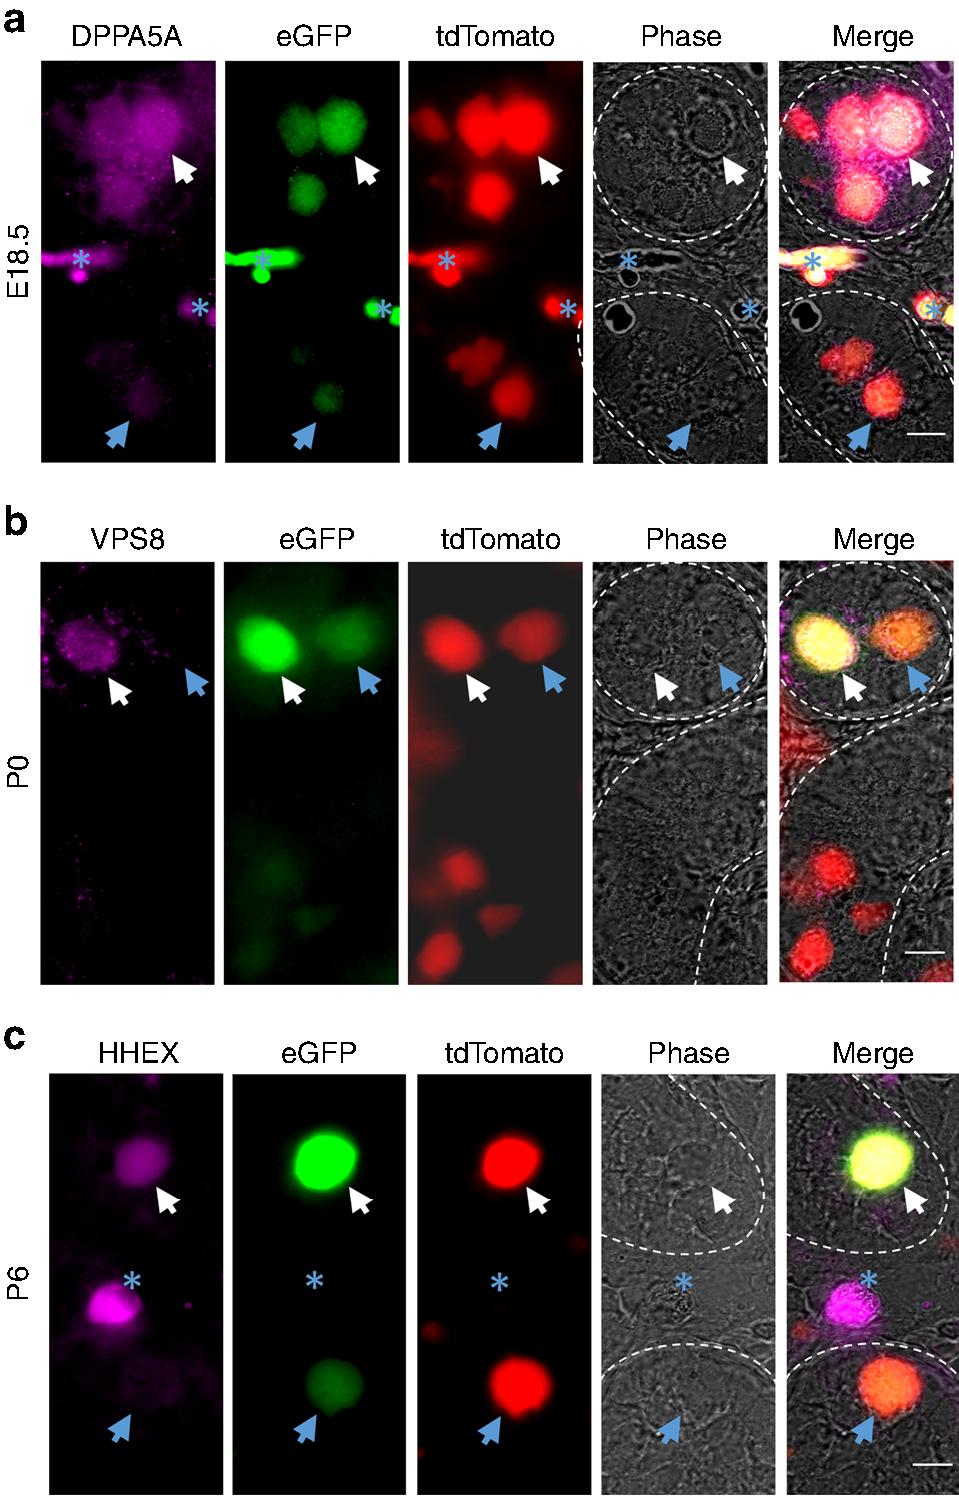 a
DPPA5A eGFP tdTomato Phase Merge
E18.5
* * * * *
* * * * *
b
VPS8 eGFP tdTomato Phase Merge
P0
c
HHEX eGFP tdTomato Phase Merge
P6
* * * * *